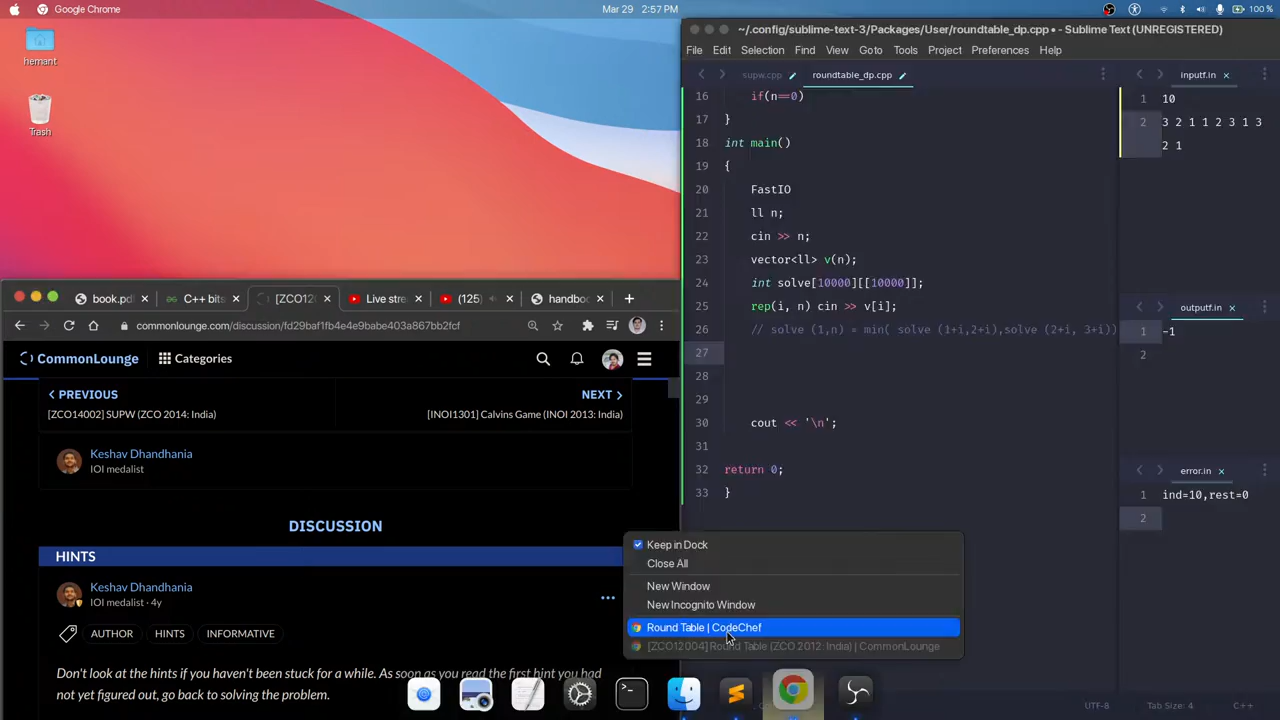 Mar 29 2:57 PM
100 %
hemant
Trash
~/.config/sublime-text-3/Packages/User/roundtable_dp.cpp • - Sublime Text (UNREGISTERED)
File Edit Selection Find View Goto Tools Project Preferences Help
supw.cpp
roundtable_dp.cpp
16 if(n==0)
17 }
18 int main()
19 {
20 FastIO
21 ll n;
22 cin >> n;
23 vector<ll> v(n);
24 int solve[10000][[10000]];
25 rep(i, n) cin >> v[i];
26 // solve (1,n) = min( solve (1+i,2+i),solve (2+i, 3+i))
27
28
29
30 cout << '\n';
31
32 return 0;
33 }
inputf.in
1 10
2 3 2 1 1 2 3 1 3
2 1
outputf.in
1 -1
2
error.in
1 ind=10,rest=0
2
book.pd
C++ bits
[ZCO12
Live stre
(125)
handboo
commonlounge.com/discussion/fd29baf1fb4e4e9babe403a867bb2fcf
CommonLounge
Categories
PREVIOUS
[ZCO14002] SUPW (ZCO 2014: India)
NEXT
[INOI1301] Calvins Game (INOI 2013: India)
Keshav Dhandhania
IOI medalist
DISCUSSION
HINTS
Keshav Dhandhania
IOI medalist · 4y
AUTHOR
HINTS
INFORMATIVE
Don't look at the hints if you haven't been stuck for a while. As soon as you read the first hint you had
not yet figured out, go back to solving the problem.
Keep in Dock
Close All
New Window
New Incognito Window
Round Table | CodeChef
[ZCO12004] Round Table (ZCO 2012: India) | CommonLounge
UTF-8
Tab Size: 4
C++